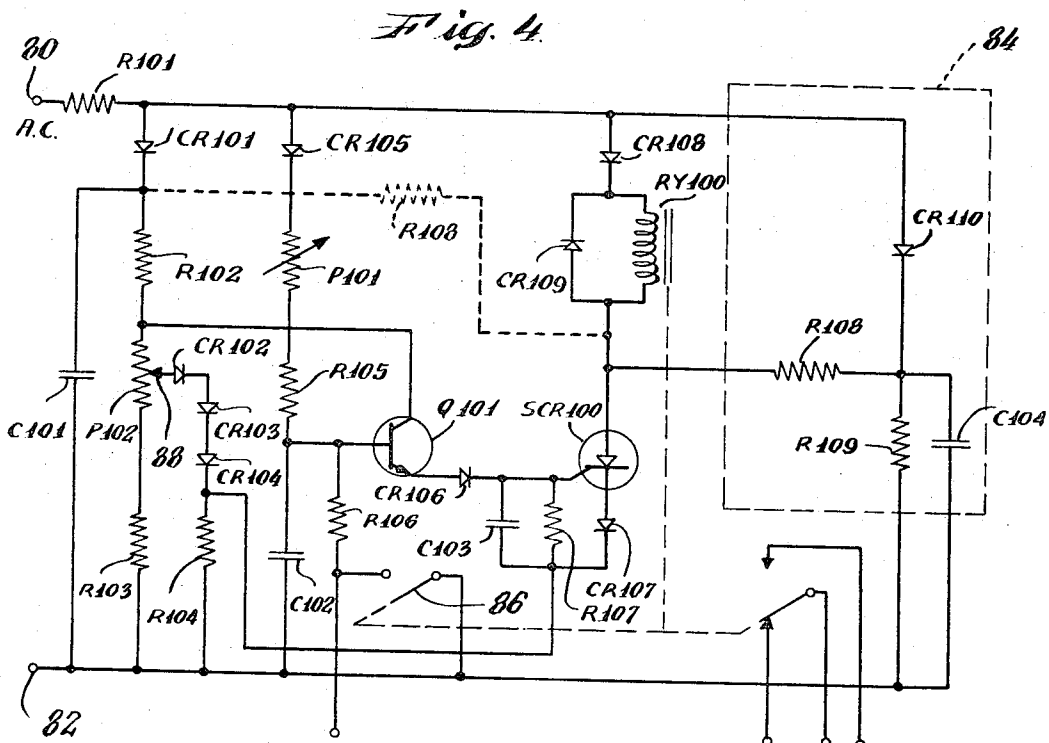 Fig. 4.
80
R101
84
A.C.
CR101
CR105
CR108
RY100
R108
CR110
R102
P101
CR109
CR102
R108
R105
Q101
SCR100
C101
P102
88
CR103
C104
R109
CR104
CR106
R106
C103
R103
R104
C102
86
CR107
R107
82